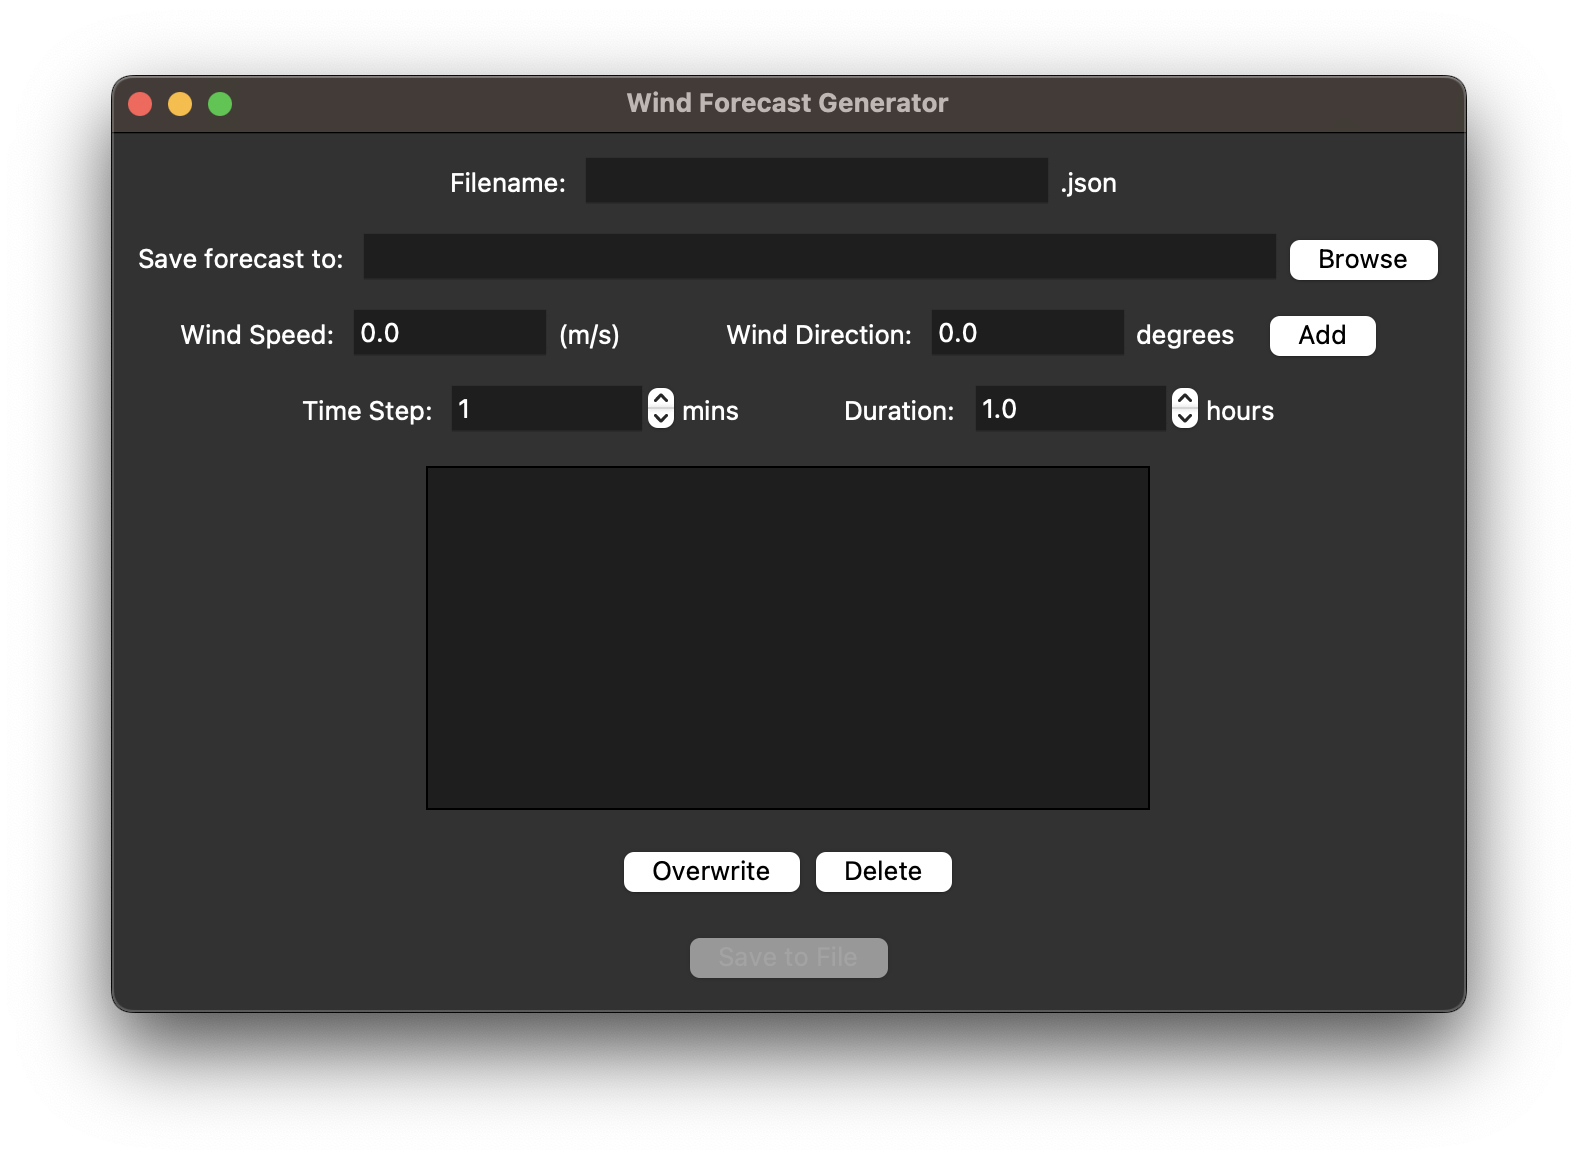 Wind Forecast Generator
Filename: .json
Save forecast to: Browse
Wind Speed: 0.0 (m/s) Wind Direction: 0.0 degrees Add
Time Step: 1 mins Duration: 1.0 hours
Overwrite Delete
Save to File